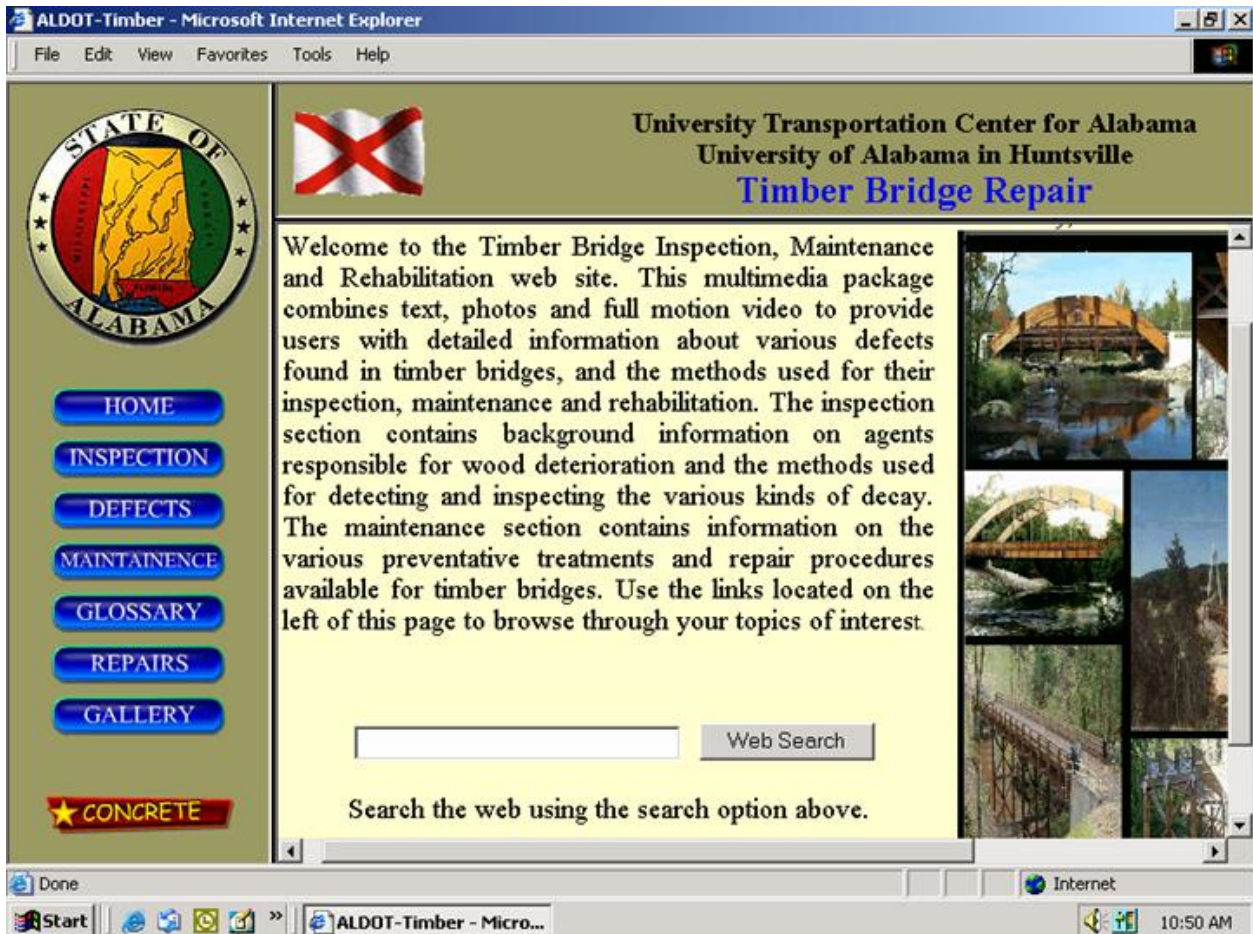 ALDOT-Timber - Microsoft Internet Explorer
File Edit View Favorites Tools Help
STATE OF
MISSISSIPPI
FLORIDA
ALABAMA
University Transportation Center for Alabama
University of Alabama in Huntsville
Timber Bridge Repair
HOME
INSPECTION
DEFECTS
MAINTAINENCE
GLOSSARY
REPAIRS
GALLERY
CONCRETE
Welcome to the Timber Bridge Inspection, Maintenance
and Rehabilitation web site. This multimedia package
combines text, photos and full motion video to provide
users with detailed information about various defects
found in timber bridges, and the methods used for their
inspection, maintenance and rehabilitation. The inspection
section contains background information on agents
responsible for wood deterioration and the methods used
for detecting and inspecting the various kinds of decay.
The maintenance section contains information on the
various preventative treatments and repair procedures
available for timber bridges. Use the links located on the
left of this page to browse through your topics of interest.
Web Search
Search the web using the search option above.
Done
Internet
Start
» ALDOT-Timber - Micro...
10:50 AM